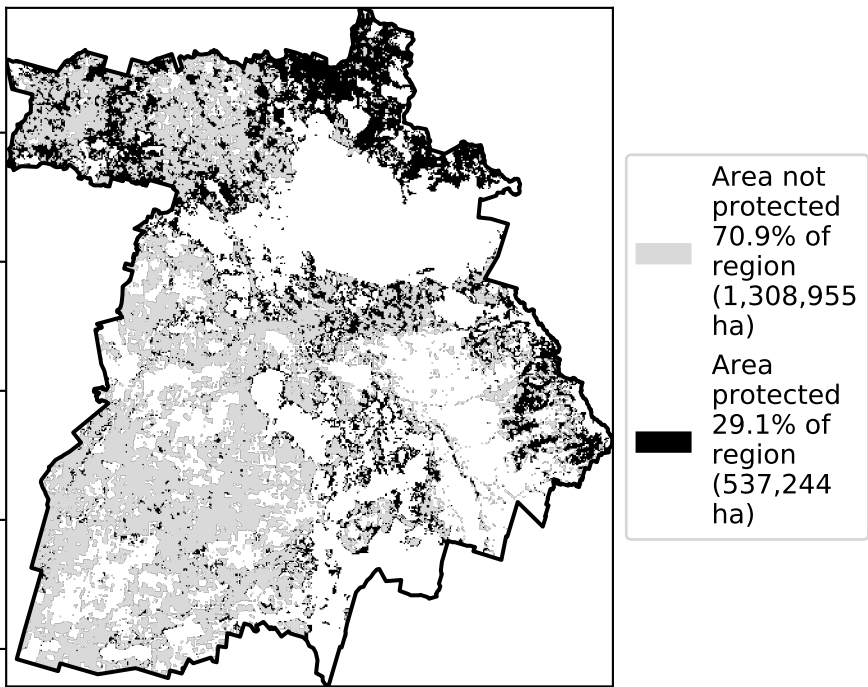 Area not
protected
70.9% of
region
(1,308,955
ha)
Area
protected
29.1% of
region
(537,244
ha)